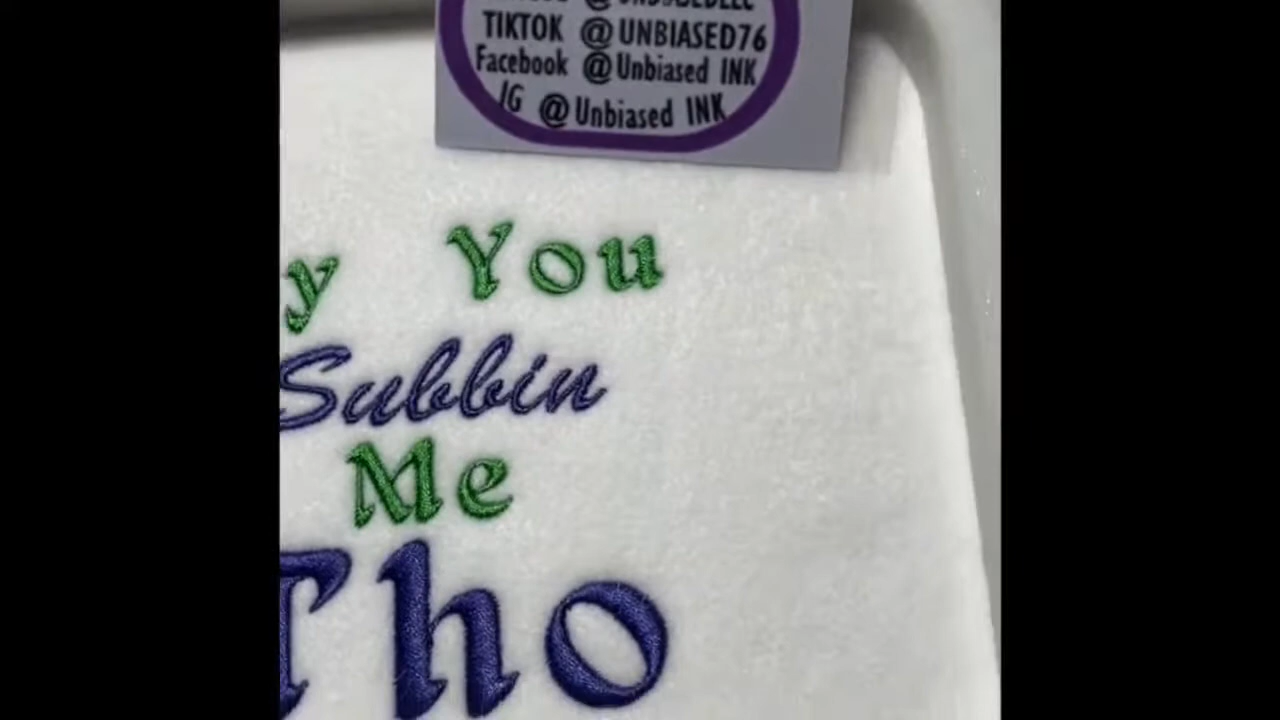 TIKTOK @UNBIASED76
Facebook @Unbiased INK
IG @Unbiased INK
y You
Subbin
Me
Tho